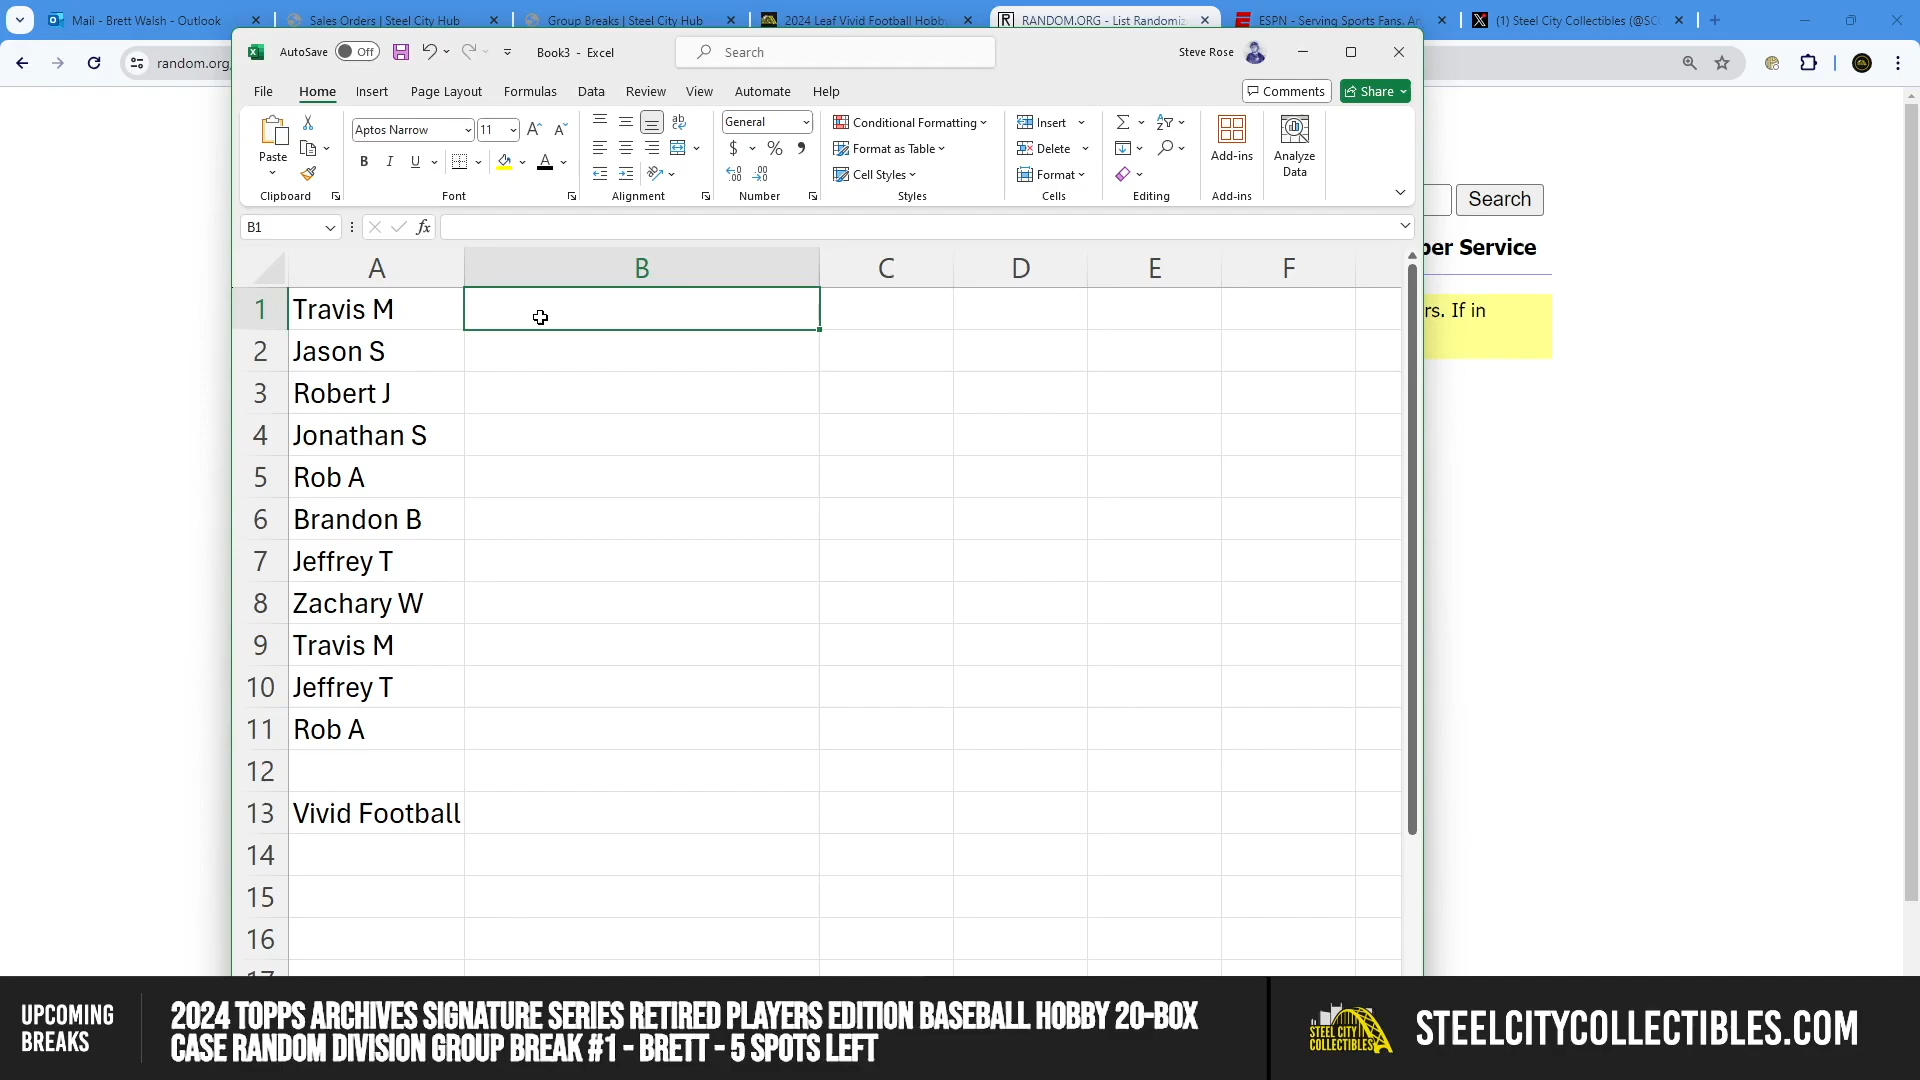 Mail - Brett Walsh - Outlook
Sales Orders | Steel City Hub
Group Breaks | Steel City Hub
2024 Leaf Vivid Football Hobb
RANDOM.ORG - List Randomiz
ESPN - Serving Sports Fans. An
(1) Steel City Collectibles (@SC
random.org
AutoSave Off
Book3 - Excel
Search
Steve Rose
File Home Insert Page Layout Formulas Data Review View Automate Help
Comments Share
Paste
Aptos Narrow 11
B I U A
General
$ % 9
Conditional Formatting
Format as Table
Cell Styles
Insert
Delete
Format
Add-ins
Analyze
Data
Clipboard Font Alignment Number Styles Cells Editing Add-ins
B1
fx
A B C D E F
1 Travis M
2 Jason S
3 Robert J
4 Jonathan S
5 Rob A
6 Brandon B
7 Jeffrey T
8 Zachary W
9 Travis M
10 Jeffrey T
11 Rob A
12
13 Vivid Football
14
15
16
Search
ber Service
rs. If in
UPCOMING
BREAKS
2024 TOPPS ARCHIVES SIGNATURE SERIES RETIRED PLAYERS EDITION BASEBALL HOBBY 20-BOX
CASE RANDOM DIVISION GROUP BREAK #1 - BRETT - 5 SPOTS LEFT
STEEL CITY
COLLECTIBLES
STEELCITYCOLLECTIBLES.COM